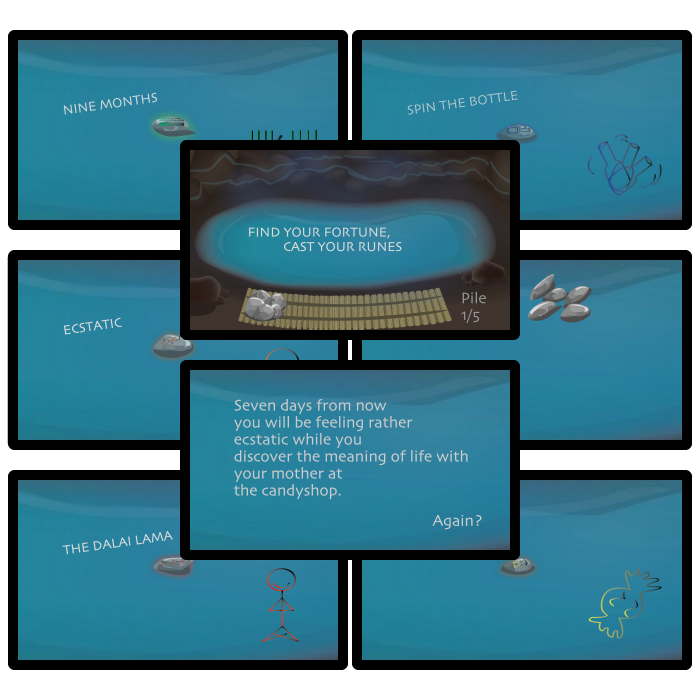 NINE MONTHS
SPIN THE BOTTLE
FIND YOUR FORTUNE,
CAST YOUR RUNES
Pile
1/5
ECSTATIC
Seven days from now
you will be feeling rather
ecstatic while you
discover the meaning of life with
your mother at
the candyshop.
Again?
THE DALAI LAMA